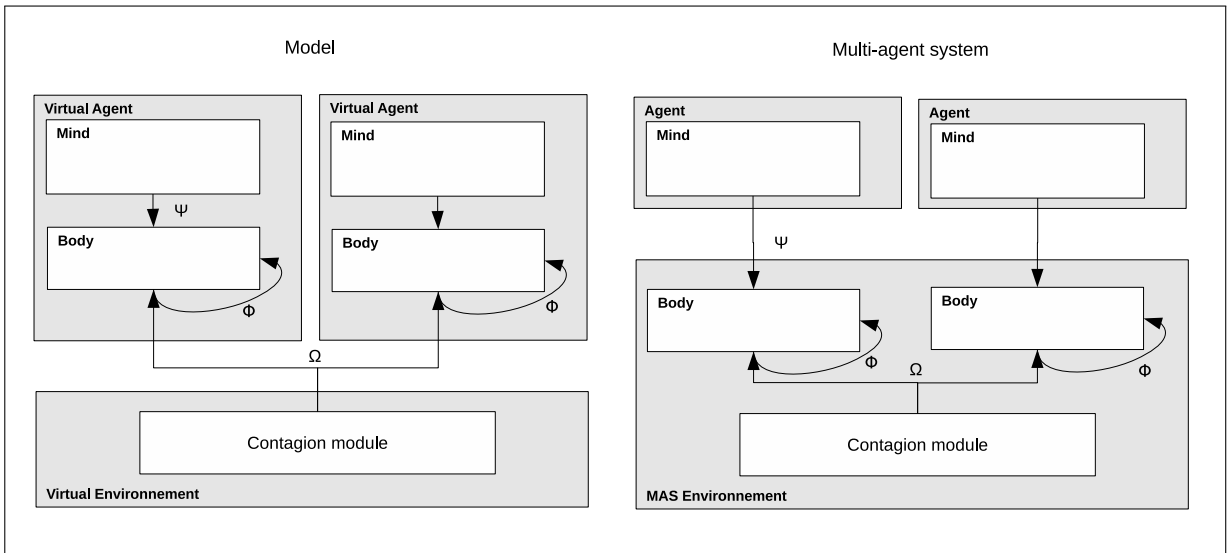 Model
Virtual Agent
Mind
Ψ
Body
Φ
Virtual Agent
Mind
Body
Φ
Ω
Contagion module
Virtual Environnement
Multi-agent system
Agent
Mind
Agent
Mind
Ψ
Body
Φ
Body
Φ
Ω
Contagion module
MAS Environnement